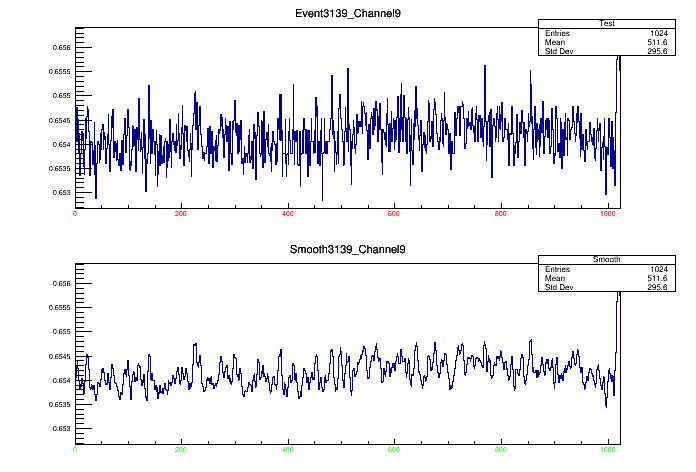 Event3139_Channel9
Test
Entries 1024
Mean 511.6
Std Dev 295.6
0.656
0.6555
0.655
0.6545
0.654
0.6535
0.653
0 200 400 600 800 1000
Smooth3139_Channel9
Smooth
Entries 1024
Mean 511.6
Std Dev 295.6
0.656
0.6555
0.655
0.6545
0.654
0.6535
0.653
0 200 400 600 800 1000